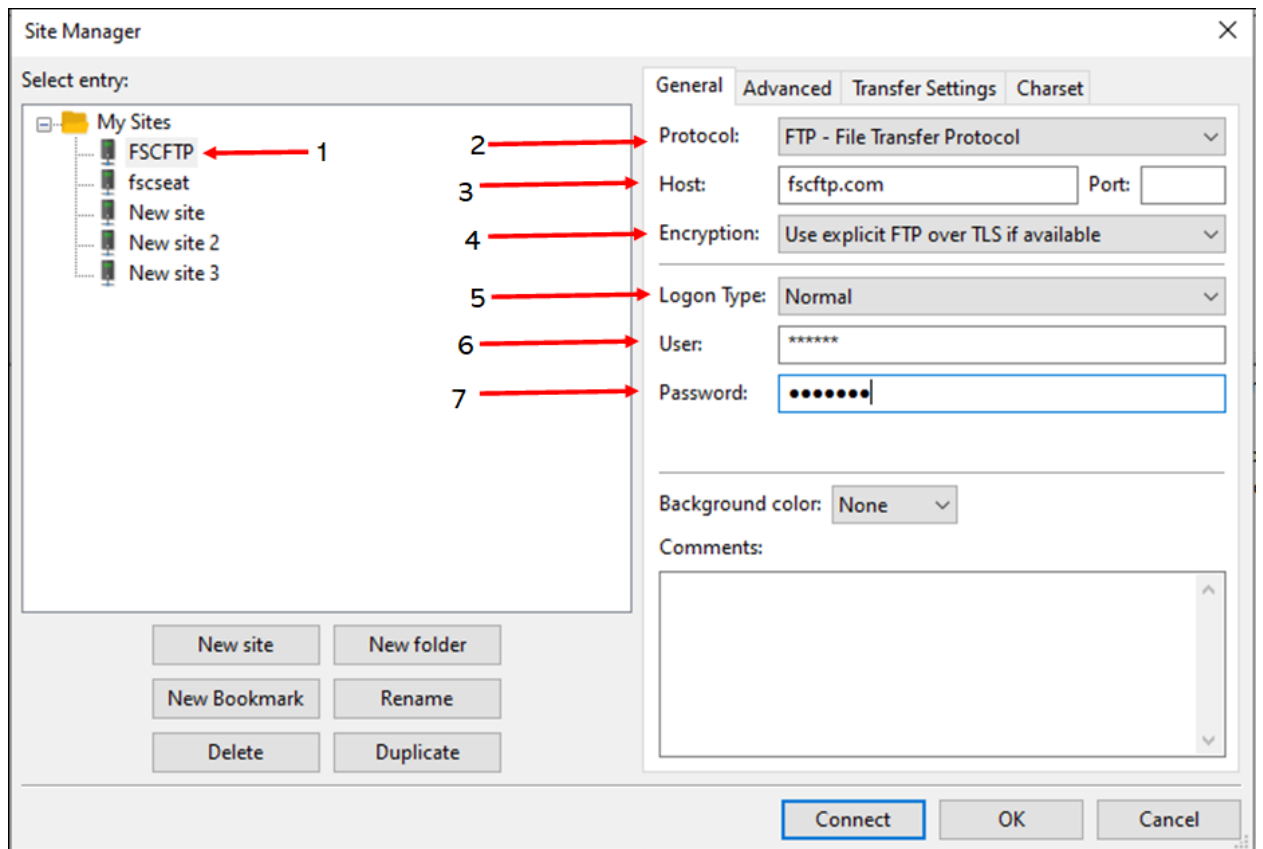 Site Manager
Select entry:
My Sites
FSCFTP
1
fscseat
New site
New site 2
New site 3
New site
New folder
New Bookmark
Rename
Delete
Duplicate
General Advanced Transfer Settings Charset
2
Protocol: FTP - File Transfer Protocol
3
Host: fscftp.com Port:
4
Encryption: Use explicit FTP over TLS if available
5
Logon Type: Normal
6
User: ******
7
Password: •••••••
Background color: None
Comments:
Connect
OK
Cancel